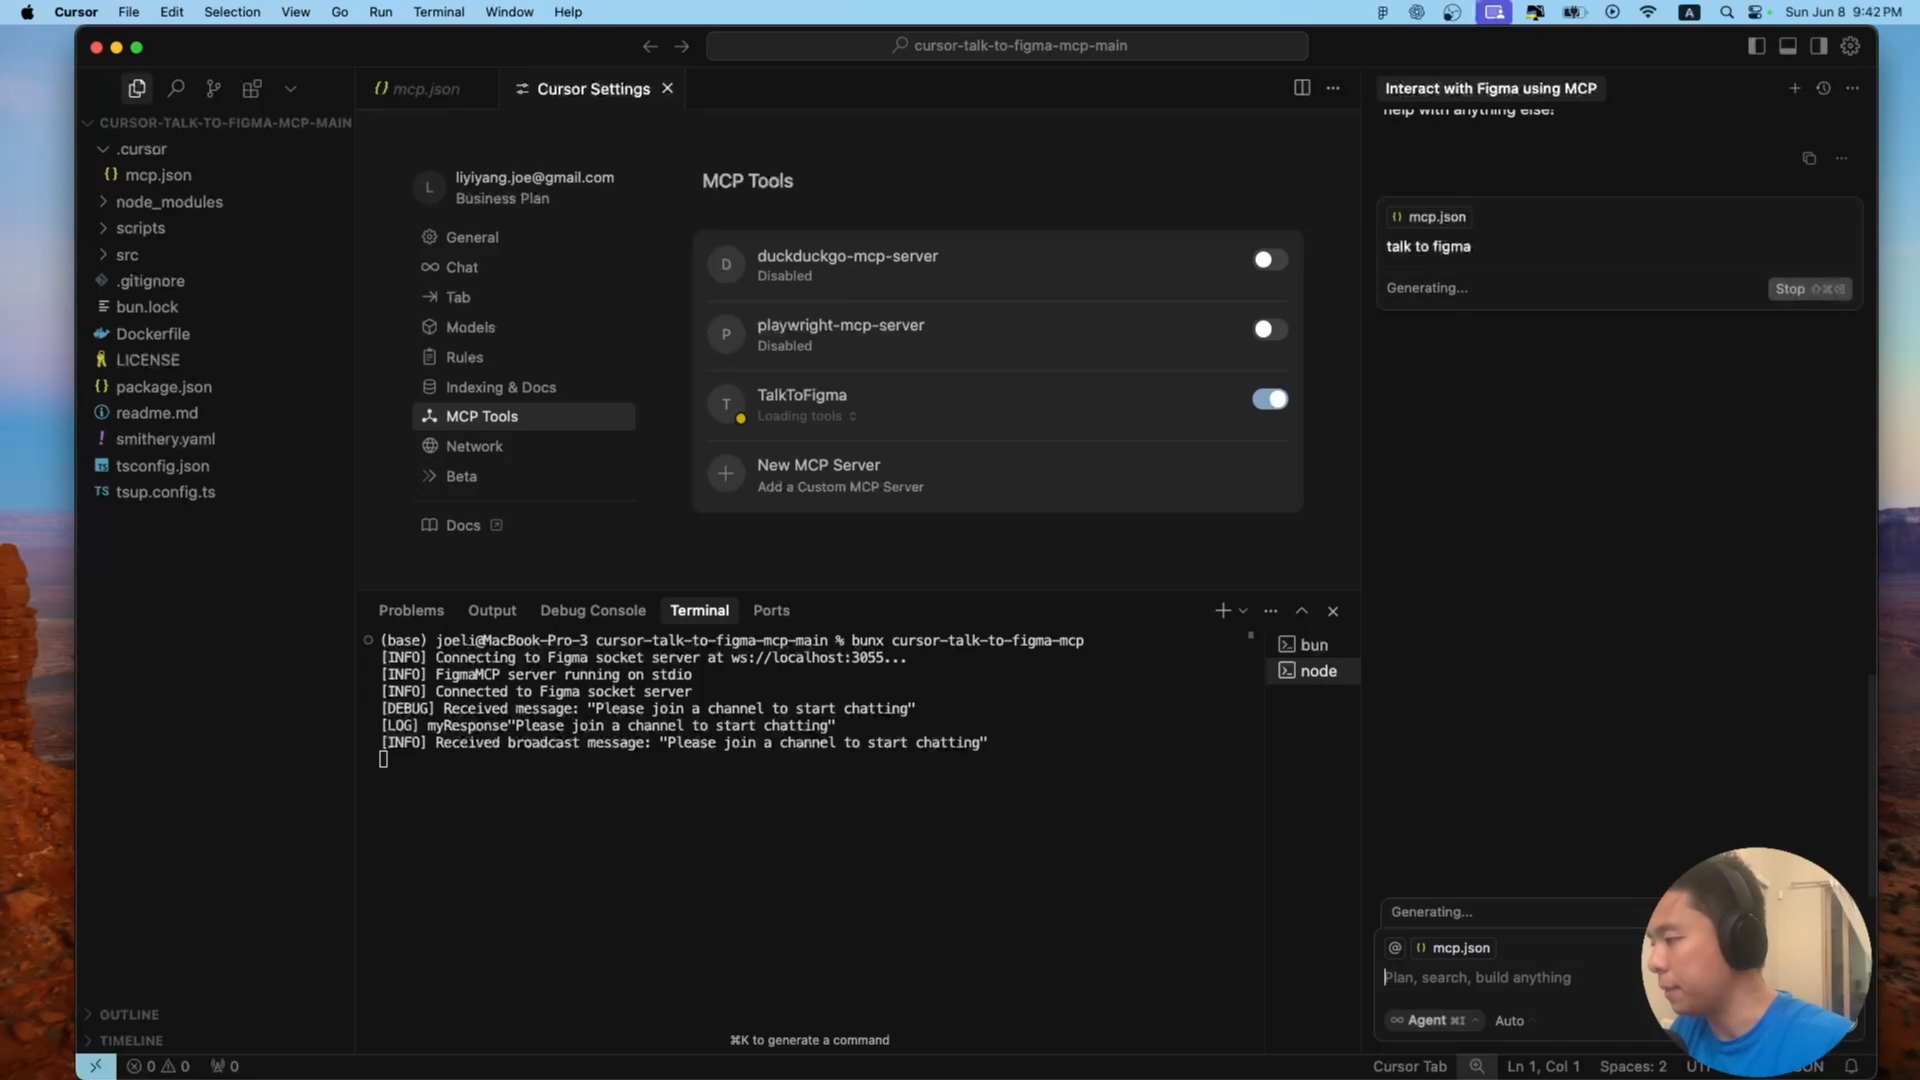 Cursor File Edit Selection View Go Run Terminal Window Help
A Sun Jun 8 9:42 PM
cursor-talk-to-figma-mcp-main
mcp.json
Cursor Settings
Interact with Figma using MCP
CURSOR-TALK-TO-FIGMA-MCP-MAIN
.cursor
mcp.json
node_modules
scripts
src
.gitignore
bun.lock
Dockerfile
LICENSE
package.json
readme.md
smithery.yaml
TS tsconfig.json
TS tsup.config.ts
OUTLINE
TIMELINE
L
liyiyang.joe@gmail.com
Business Plan
General
Chat
Tab
Models
Rules
Indexing & Docs
MCP Tools
Network
Beta
Docs
MCP Tools
D
duckduckgo-mcp-server
Disabled
P
playwright-mcp-server
Disabled
T
TalkToFigma
Loading tools
New MCP Server
Add a Custom MCP Server
Problems Output Debug Console Terminal Ports
(base) joeli@MacBook-Pro-3 cursor-talk-to-figma-mcp-main % bunx cursor-talk-to-figma-mcp
[INFO] Connecting to Figma socket server at ws://localhost:3055...
[INFO] FigmaMCP server running on stdio
[INFO] Connected to Figma socket server
[DEBUG] Received message: "Please join a channel to start chatting"
[LOG] myResponse"Please join a channel to start chatting"
[INFO] Received broadcast message: "Please join a channel to start chatting"
bun
node
⌘K to generate a command
help with anything else!
mcp.json
talk to figma
Generating...
Stop
Generating...
@ mcp.json
Plan, search, build anything
Agent ⌘I Auto
0 0 0
Cursor Tab Ln 1, Col 1 Spaces: 2